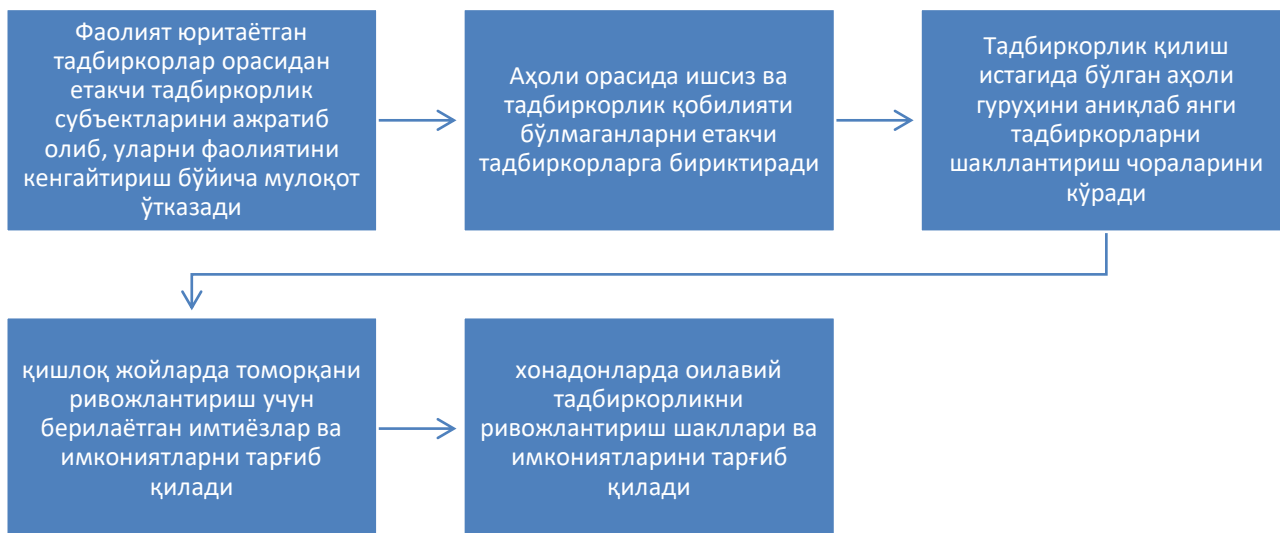 Фаолият юритаётган
тадбиркорлар орасидан
етакчи тадбиркорлик
субъектларини ажратиб
олиб, уларни фаолиятини
кенгайтириш бўйича мулоқот
ўтказади
Аҳоли орасида ишсиз ва
тадбиркорлик қобилияти
бўлмаганларни етакчи
тадбиркорларга бириктиради
Тадбиркорлик қилиш
истагида бўлган аҳоли
гуруҳини аниқлаб янги
тадбиркорларни
шакллантириш чораларини
кўради
қишлоқ жойларда томорқани
ривожлантириш учун
берилаётган имтиёзлар ва
имкониятларни тарғиб
қилади
хонадонларда оилавий
тадбиркорликни
ривожлантириш шакллари ва
имкониятларини тарғиб
қилади